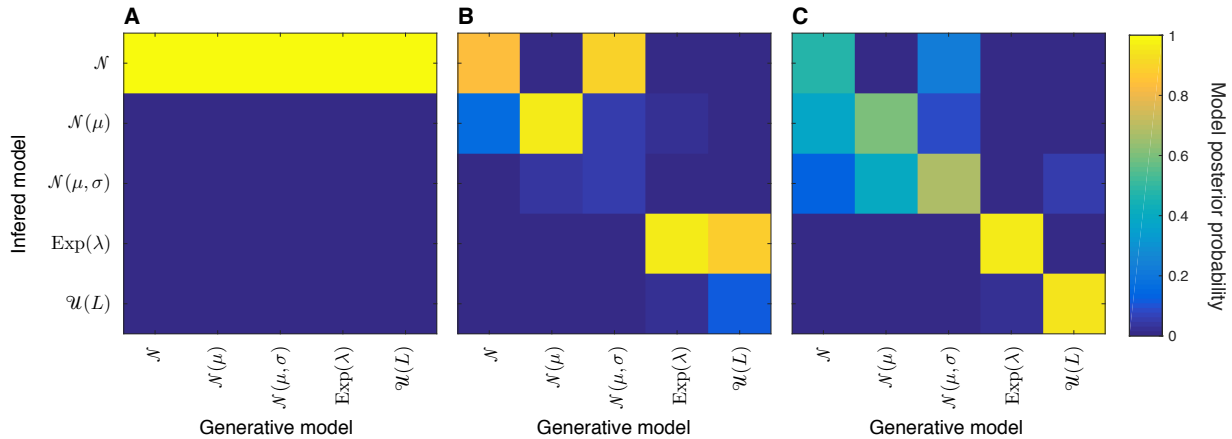 A
B
C
𝒩
𝒩(μ)
𝒩(μ, σ)
Exp(λ)
𝒰(L)
Infered model
𝒩
𝒩(μ)
𝒩(μ, σ)
Exp(λ)
𝒰(L)
Generative model
𝒩
𝒩(μ)
𝒩(μ, σ)
Exp(λ)
𝒰(L)
Generative model
𝒩
𝒩(μ)
𝒩(μ, σ)
Exp(λ)
𝒰(L)
Generative model
1
0.8
0.6
0.4
0.2
0
Model posterior probability